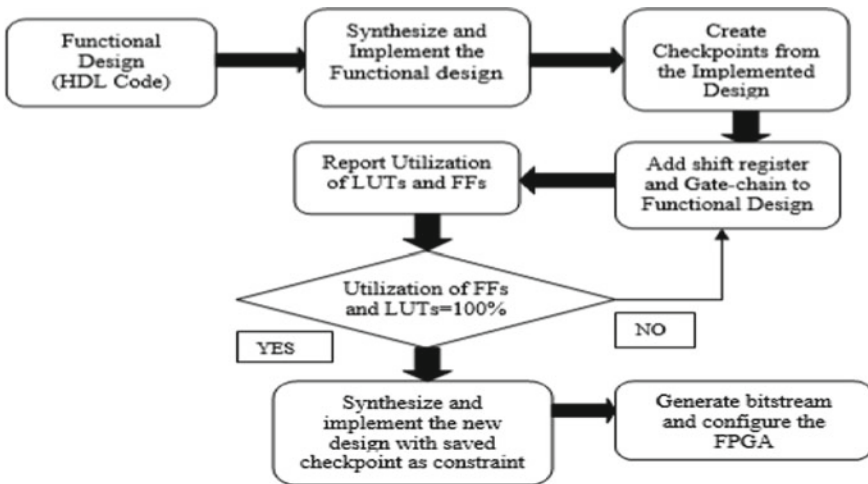 Functional
Design
(HDL Code)
Synthesize and
Implement the
Functional design
Create
Checkpoints from
the Implemented
Design
Add shift register
and Gate-chain to
Functional Design
Report Utilization
of LUTs and FFs
Utilization of FFs
and LUTs=100%
YES
NO
Synthesize and
implement the new
design with saved
checkpoint as constraint
Generate bitstream
and configure the
FPGA